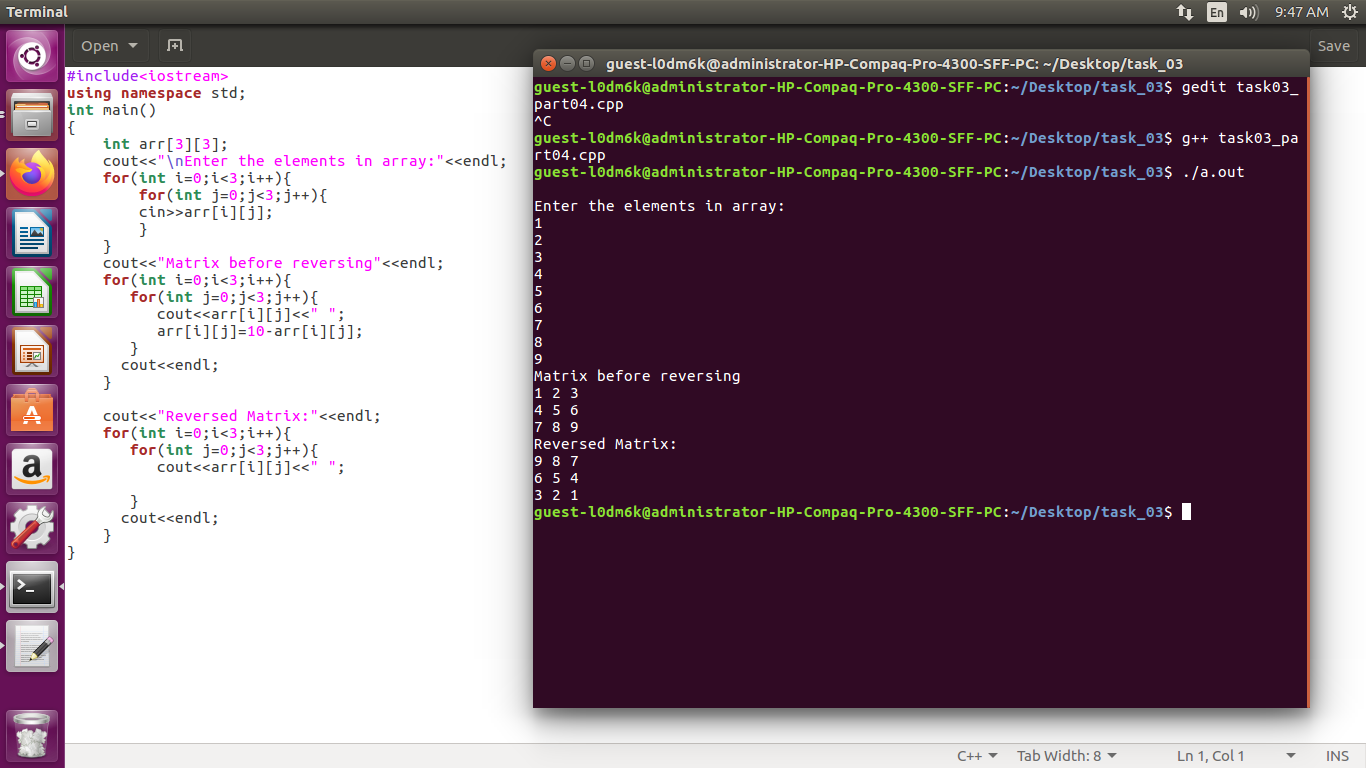 Terminal
En
9:47 AM
Open
Save
#include<iostream>
using namespace std;
int main()
{
    int arr[3][3];
    cout<<"\nEnter the elements in array:"<<endl;
    for(int i=0;i<3;i++){
        for(int j=0;j<3;j++){
        cin>>arr[i][j];
        }
    }
    cout<<"Matrix before reversing"<<endl;
    for(int i=0;i<3;i++){
       for(int j=0;j<3;j++){
          cout<<arr[i][j]<<" ";
          arr[i][j]=10-arr[i][j];
       }
      cout<<endl;
    }
    cout<<"Reversed Matrix:"<<endl;
    for(int i=0;i<3;i++){
       for(int j=0;j<3;j++){
          cout<<arr[i][j]<<" ";
       }
      cout<<endl;
    }
}
guest-l0dm6k@administrator-HP-Compaq-Pro-4300-SFF-PC: ~/Desktop/task_03
guest-l0dm6k@administrator-HP-Compaq-Pro-4300-SFF-PC:~/Desktop/task_03$ gedit task03_
part04.cpp
^C
guest-l0dm6k@administrator-HP-Compaq-Pro-4300-SFF-PC:~/Desktop/task_03$ g++ task03_pa
rt04.cpp
guest-l0dm6k@administrator-HP-Compaq-Pro-4300-SFF-PC:~/Desktop/task_03$ ./a.out
Enter the elements in array:
1
2
3
4
5
6
7
8
9
Matrix before reversing
1 2 3
4 5 6
7 8 9
Reversed Matrix:
9 8 7
6 5 4
3 2 1
guest-l0dm6k@administrator-HP-Compaq-Pro-4300-SFF-PC:~/Desktop/task_03$
C++
Tab Width: 8
Ln 1, Col 1
INS